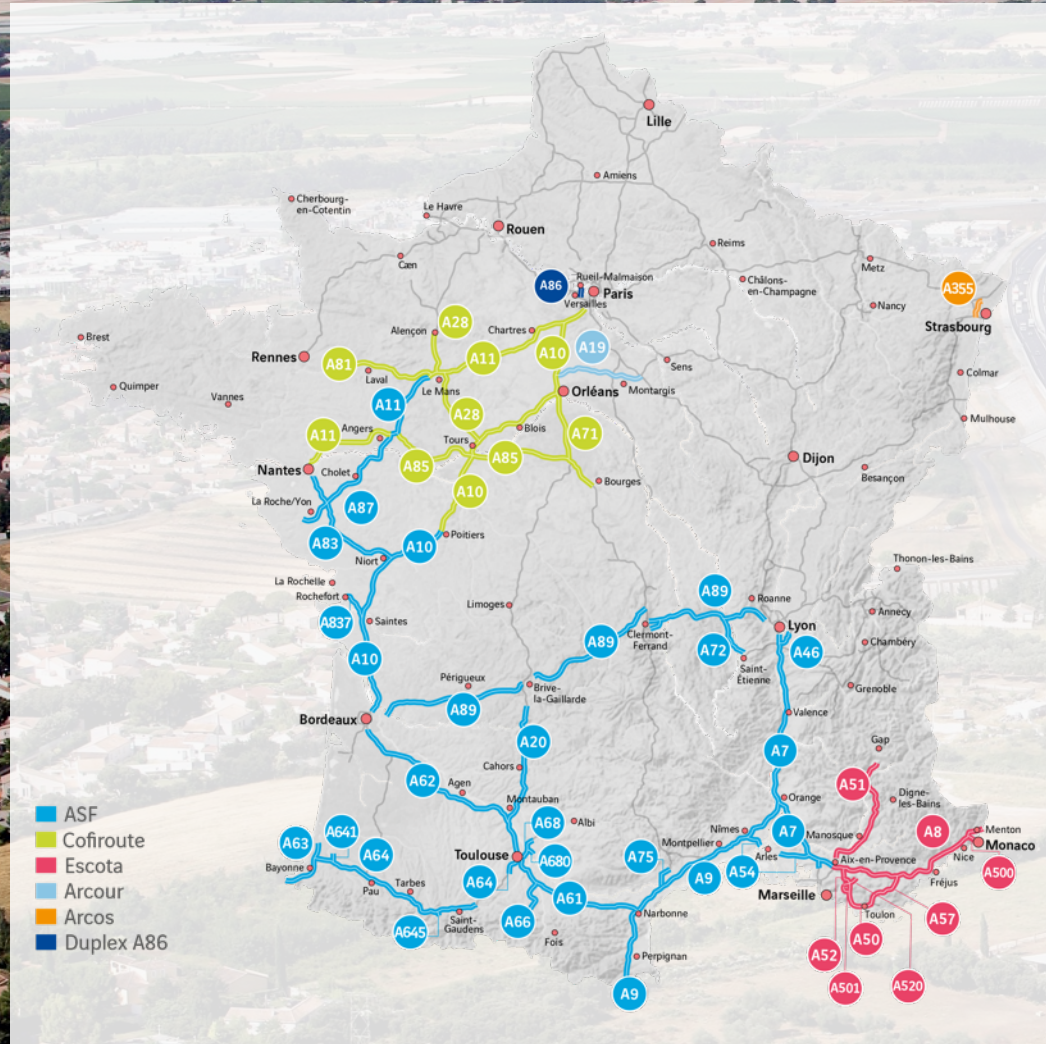 Lille
Amiens
Cherbourg-
en-Cotentin
Le Havre
Rouen
Reims
Cæn
Metz
Rueil-Malmaison
A86
Paris
Versailles
Châlons-
en-Champagne
A355
Nancy
Strasbourg
Alençon
A28
Chartres
Brest
Rennes
A81
A11
A10
A19
Sens
Laval
Le Mans
Montargis
Colmar
Quimper
Orléans
Vannes
A11
A28
Mulhouse
Angers
Blois
A11
A71
Tours
Nantes
Cholet
A85
A85
Dijon
Besançon
La Roche/Yon
A87
A10
Bourges
A83
A10
Poitiers
Niort
Thonon-les-Bains
La Rochelle
Rochefort
A89
Roanne
Limoges
Annecy
A837
Saintes
Clermont-
Ferrand
Lyon
A10
A89
A72
A46
Chambéry
Saint-
Étienne
Périgueux
Brive-
la-Gaillarde
Grenoble
A89
Bordeaux
Valence
A20
Gap
A7
Cahors
A62
Agen
A51
Orange
Digne-
les-Bains
Montauban
ASF
Cofiroute
Escota
Arcour
Arcos
Duplex A86
A68
Albi
Nîmes
A7
Manosque
A8
Menton
Monaco
A63
A641
A64
Montpellier
Nice
Toulouse
A680
A75
A54
Arles
Aix-en-Provence
Bayonne
A9
A500
Fréjus
Pau
Tarbes
A64
Marseille
A61
Narbonne
A57
Toulon
A645
Saint-
Gaudens
A66
A50
Fois
A52
Perpignan
A9
A501
A520